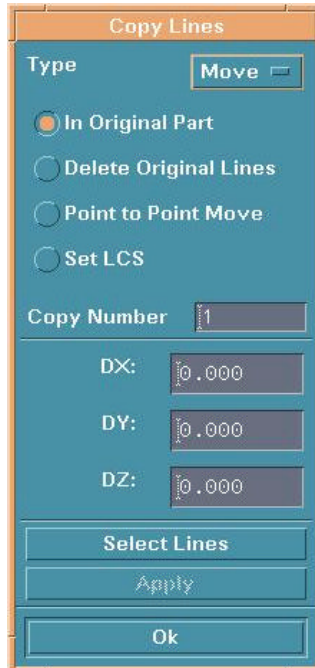 Copy Lines
Type Move
In Original Part
Delete Original Lines
Point to Point Move
Set LCS
Copy Number 1
DX: 0.000
DY: 0.000
DZ: 0.000
Select Lines
Apply
Ok